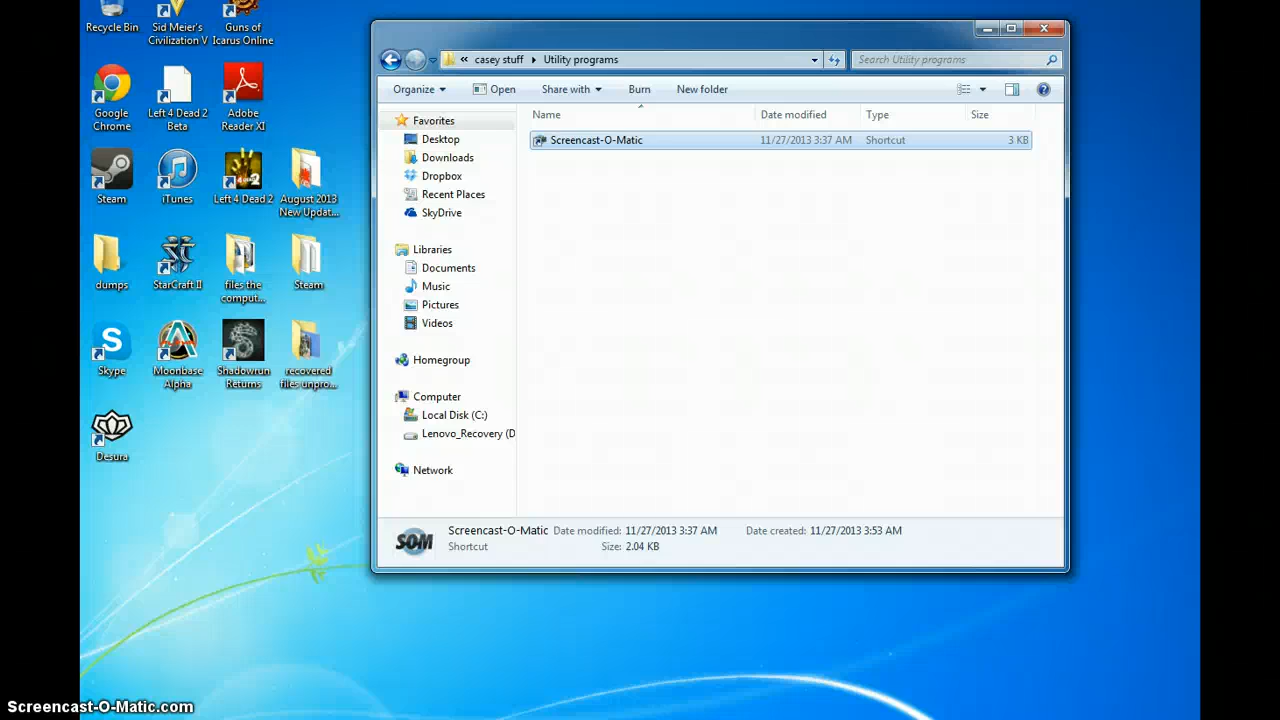 Recycle Bin
Sid Meier's
Civilization V
Guns of
Icarus Online
Google
Chrome
Left 4 Dead 2
Beta
Adobe
Reader XI
Steam
iTunes
Left 4 Dead 2
August 2013
New Updat...
dumps
StarCraft II
files the
comput...
Steam
Skype
Moonbase
Alpha
Shadowrun
Returns
recovered
files unpro...
Desura
« casey stuff Utility programs
Search Utility programs
Organize Open Share with Burn New folder
Name Date modified Type Size
Screencast-O-Matic 11/27/2013 3:37 AM Shortcut 3 KB
Favorites
Desktop
Downloads
Dropbox
Recent Places
SkyDrive
Libraries
Documents
Music
Pictures
Videos
Homegroup
Computer
Local Disk (C:)
Lenovo_Recovery (D
Network
SOM
Screencast-O-Matic Date modified: 11/27/2013 3:37 AM Date created: 11/27/2013 3:53 AM
Shortcut Size: 2.04 KB
Screencast-O-Matic.com